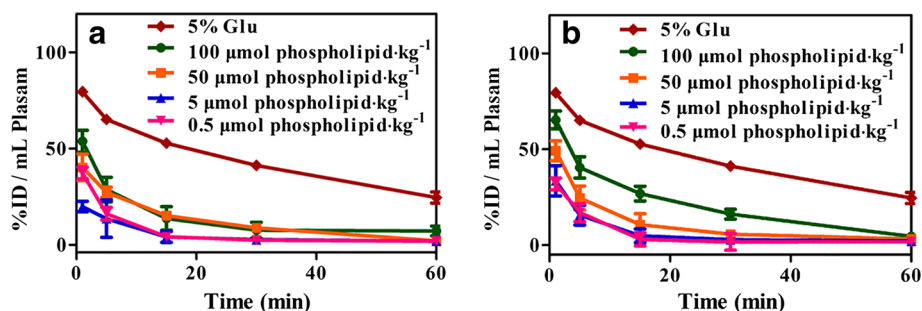 a
5% Glu
100 μmol phospholipid·kg⁻¹
50 μmol phospholipid·kg⁻¹
5 μmol phospholipid·kg⁻¹
0.5 μmol phospholipid·kg⁻¹
%ID / mL Plasam
100
50
0
0 20 40 60
Time (min)
b
5% Glu
100 μmol phospholipid·kg⁻¹
50 μmol phospholipid·kg⁻¹
5 μmol phospholipid·kg⁻¹
0.5 μmol phospholipid·kg⁻¹
%ID / mL Plasam
100
50
0
0 20 40 60
Time (min)